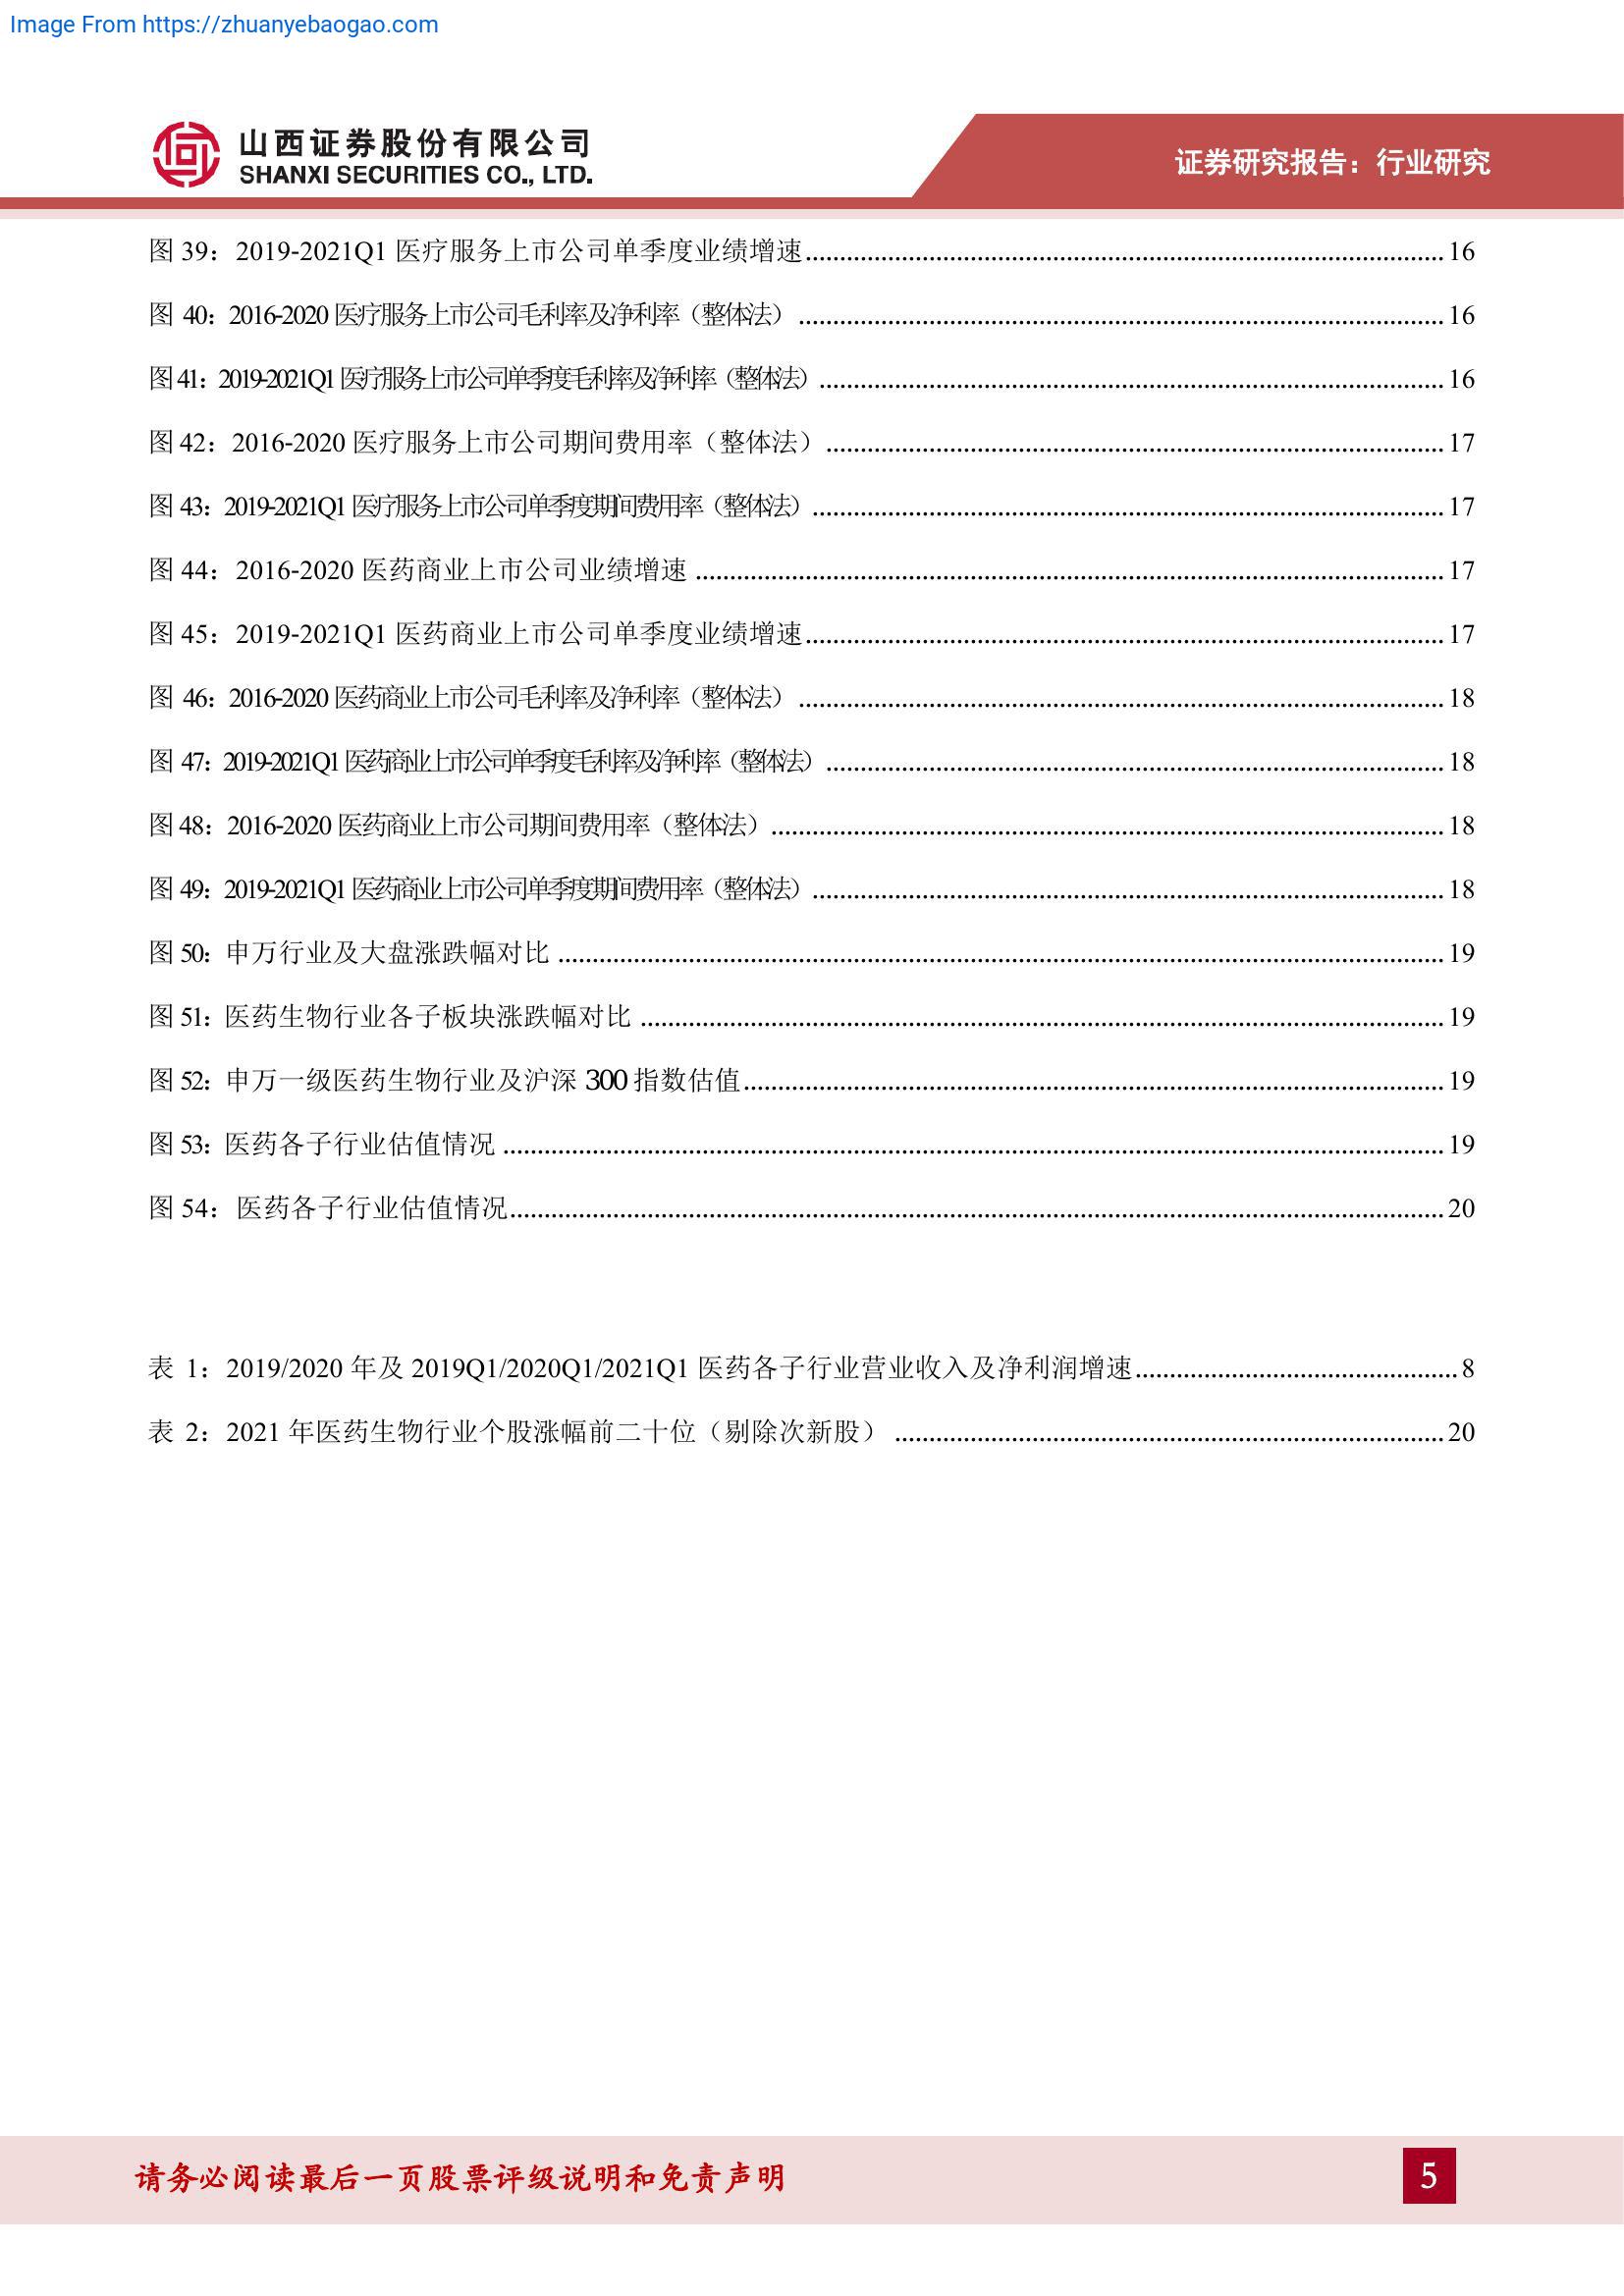 Image From https://zhuanyebaogao.com
山西证券股份有限公司
SHANXI SECURITIES CO., LTD.
证券研究报告：行业研究
图 39：2019-2021Q1 医疗服务上市公司单季度业绩增速 16
图 40：2016-2020 医疗服务上市公司毛利率及净利率（整体法） 16
图 41：2019-2021Q1 医疗服务上市公司单季度毛利率及净利率（整体法） 16
图 42：2016-2020 医疗服务上市公司期间费用率（整体法） 17
图 43：2019-2021Q1 医疗服务上市公司单季度期间费用率（整体法） 17
图 44：2016-2020 医药商业上市公司业绩增速 17
图 45：2019-2021Q1 医药商业上市公司单季度业绩增速 17
图 46：2016-2020 医药商业上市公司毛利率及净利率（整体法） 18
图 47：2019-2021Q1 医药商业上市公司单季度毛利率及净利率（整体法） 18
图 48：2016-2020 医药商业上市公司期间费用率（整体法） 18
图 49：2019-2021Q1 医药商业上市公司单季度期间费用率（整体法） 18
图 50：申万行业及大盘涨跌幅对比 19
图 51：医药生物行业各子板块涨跌幅对比 19
图 52：申万一级医药生物行业及沪深 300 指数估值 19
图 53：医药各子行业估值情况 19
图 54：医药各子行业估值情况 20
表 1：2019/2020 年及 2019Q1/2020Q1/2021Q1 医药各子行业营业收入及净利润增速 8
表 2：2021 年医药生物行业个股涨幅前二十位（剔除次新股） 20
请务必阅读最后一页股票评级说明和免责声明
5